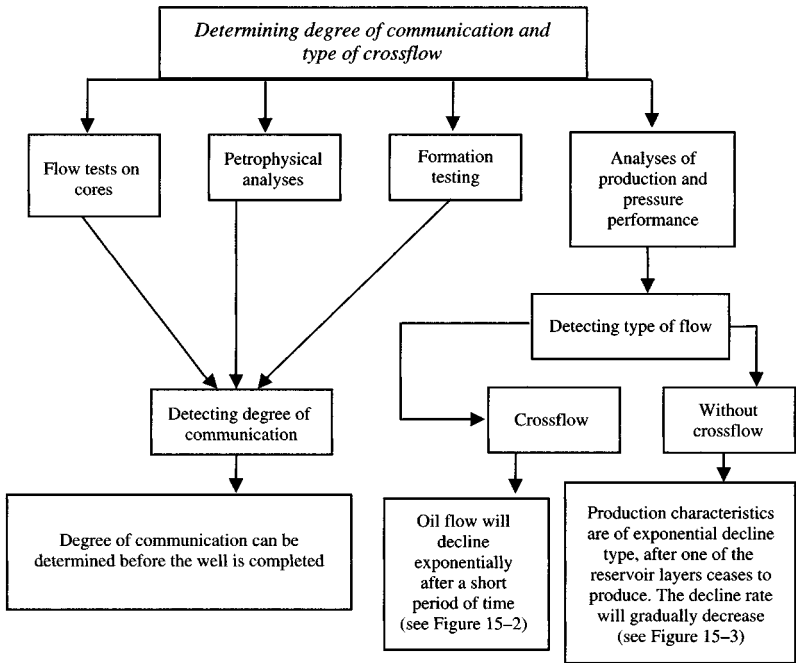 Determining degree of communication and
type of crossflow
Flow tests on
cores
Petrophysical
analyses
Formation
testing
Analyses of
production and
pressure
performance
Detecting type of flow
Detecting degree of
communication
Crossflow
Without
crossflow
Degree of communication can be
determined before the well is completed
Oil flow will
decline
exponentially
after a short
period of time
(see Figure 15–2)
Production characteristics
are of exponential decline
type, after one of the
reservoir layers ceases to
produce. The decline rate
will gradually decrease
(see Figure 15–3)